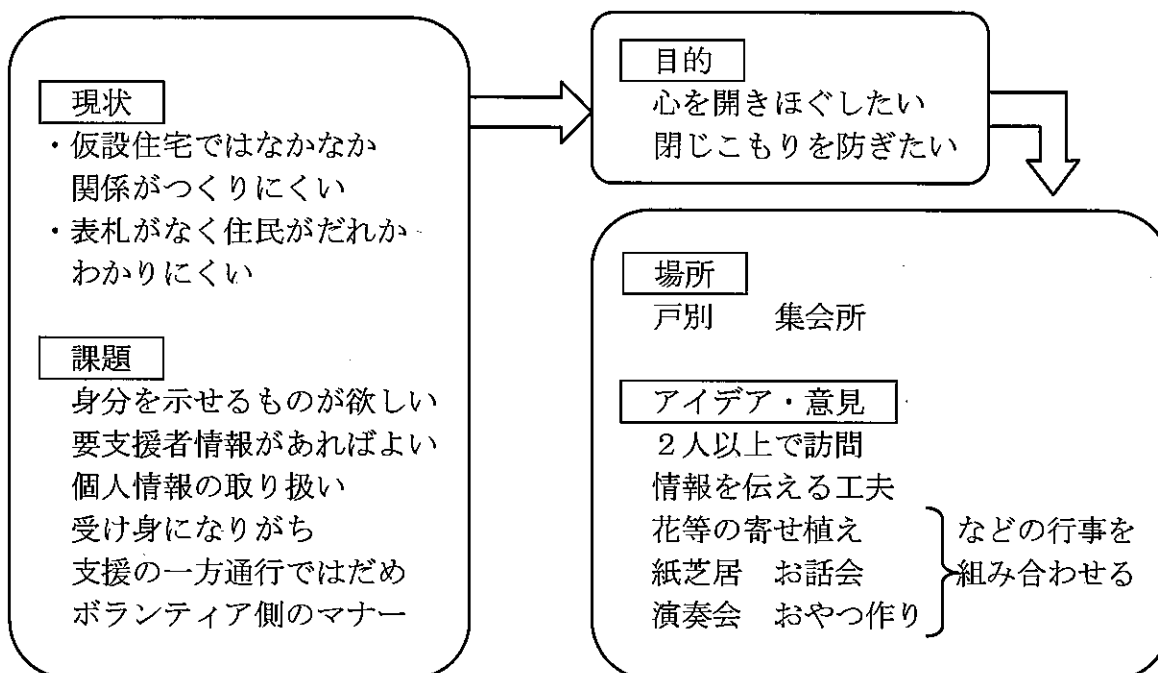 現状
・仮設住宅ではなかなか
関係がつくりにくい
・表札がなく住民がだれか
わかりにくい
課題
身分を示せるものが欲しい
要支援者情報があればよい
個人情報の取り扱い
受け身になりがち
支援の一方通行ではだめ
ボランティア側のマナー
目的
心を開きほぐしたい
閉じこもりを防ぎたい
場所
戸別　集会所
アイデア・意見
２人以上で訪問
情報を伝える工夫
花等の寄せ植え
紙芝居　お話会
演奏会　おやつ作り
などの行事を
組み合わせる